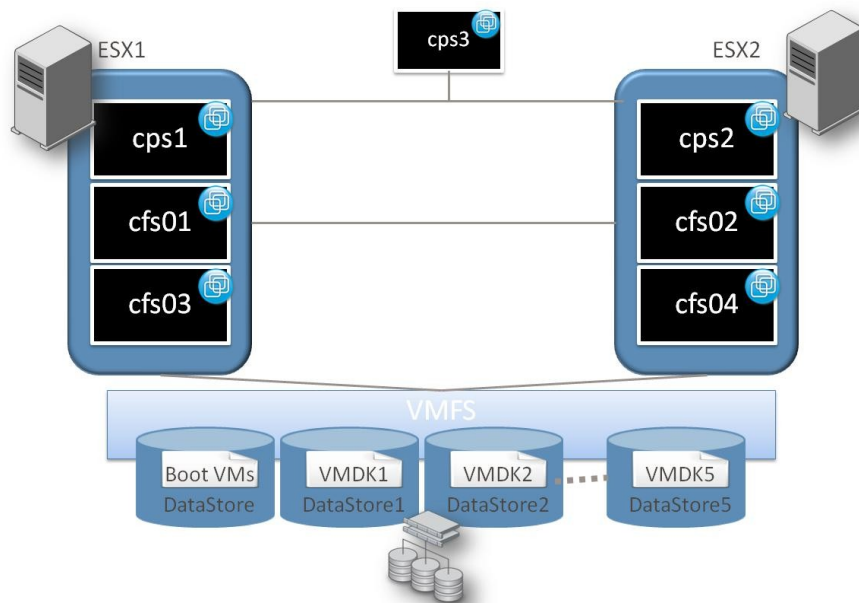 cps3
ESX1
ESX2
cps1
cps2
cfs01
cfs02
cfs03
cfs04
VMFS
Boot VMs
VMDK1
VMDK2
VMDK5
DataStore
DataStore1
DataStore2
DataStore5